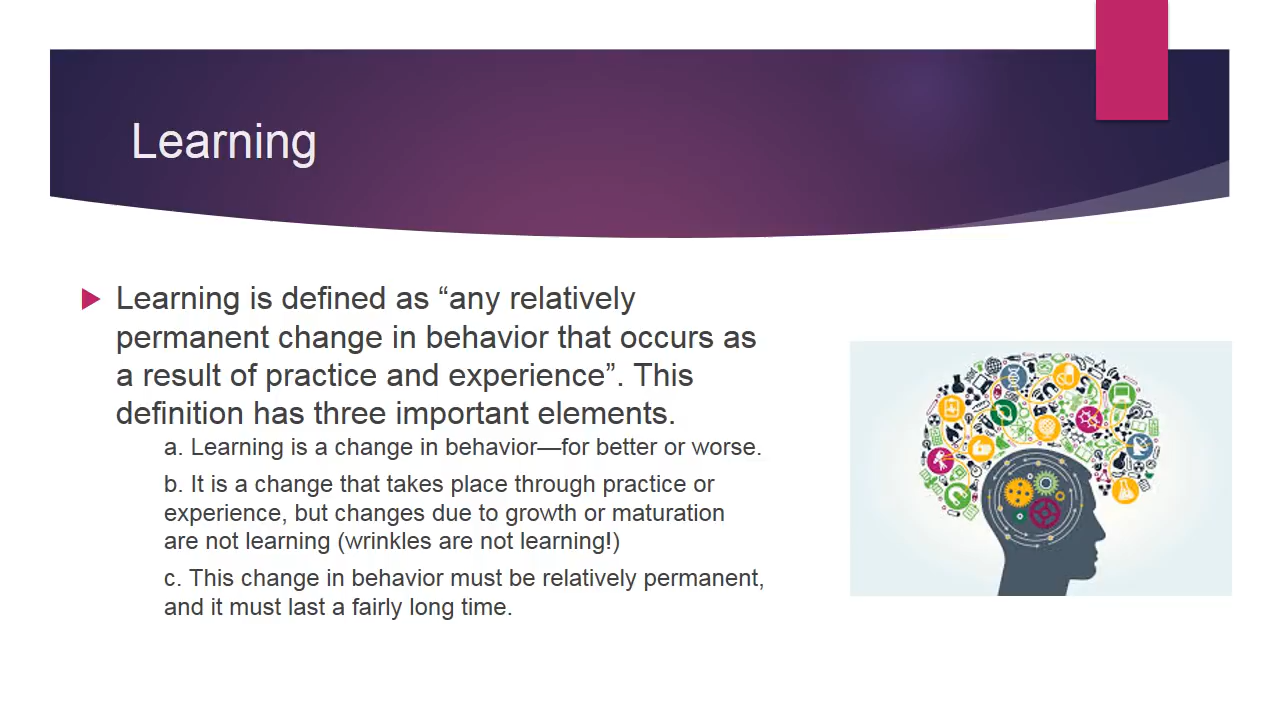 Learning
Learning is defined as “any relatively
permanent change in behavior that occurs as
a result of practice and experience”. This
definition has three important elements.
a. Learning is a change in behavior—for better or worse.
b. It is a change that takes place through practice or
experience, but changes due to growth or maturation
are not learning (wrinkles are not learning!)
c. This change in behavior must be relatively permanent,
and it must last a fairly long time.